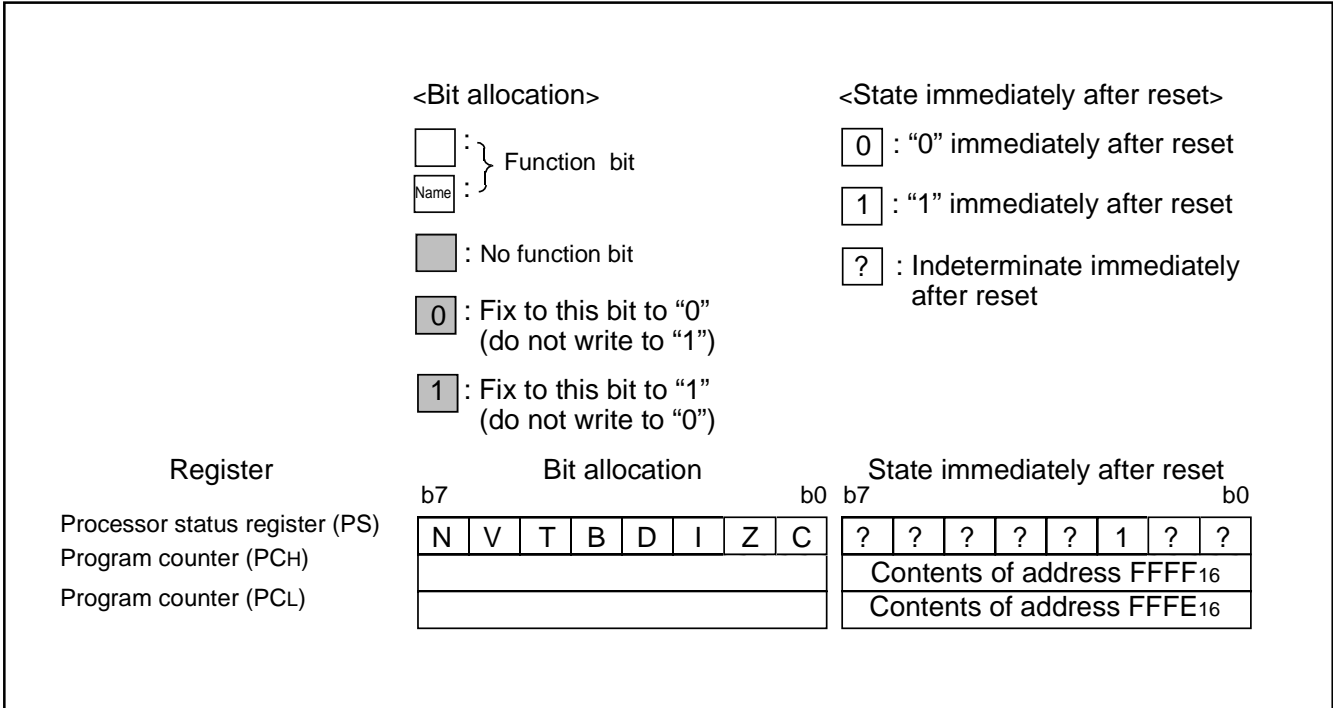 <Bit allocation>
:
Function bit
Name :
: No function bit
0 : Fix to this bit to “0”
(do not write to “1”)
1 : Fix to this bit to “1”
(do not write to “0”)
<State immediately after reset>
0 : “0” immediately after reset
1 : “1” immediately after reset
? : Indeterminate immediately
after reset
Register Bit allocation State immediately after reset
b7 b0 b7 b0
Processor status register (PS) N V T B D I Z C ? ? ? ? ? 1 ? ?
Program counter (PCH) Contents of address FFFF16
Program counter (PCL) Contents of address FFFE16